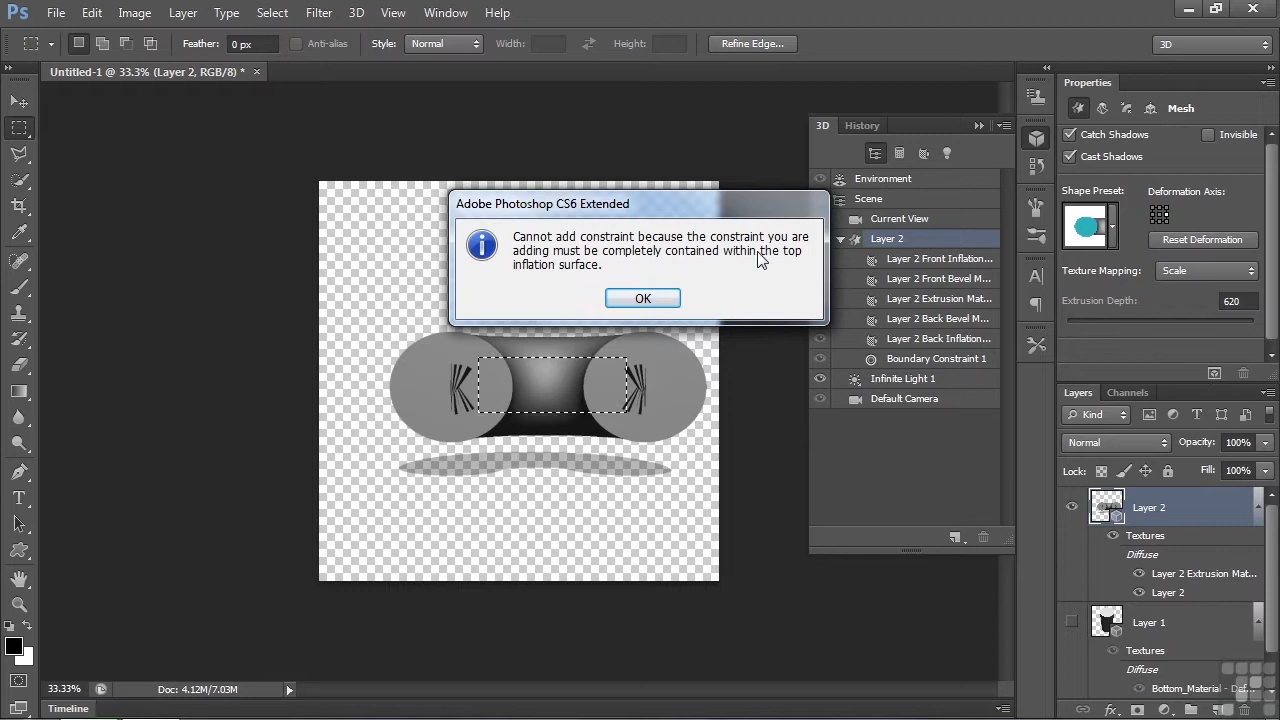 Ps File Edit Image Layer Type Select Filter 3D View Window Help
Feather: 0 px Anti-alias Style: Normal Width: Height: Refine Edge... 3D
Untitled-1 @ 33.3% (Layer 2, RGB/8) * ×
Properties
Mesh
Catch Shadows Invisible
Cast Shadows
Shape Preset: Deformation Axis:
Reset Deformation
Texture Mapping: Scale
Extrusion Depth: 620
3D History
Environment
Scene
Current View
Layer 2
Layer 2 Front Inflation...
Layer 2 Front Bevel M...
Layer 2 Extrusion Mat...
Layer 2 Back Bevel M...
Layer 2 Back Inflation...
Boundary Constraint 1
Infinite Light 1
Default Camera
Adobe Photoshop CS6 Extended
Cannot add constraint because the constraint you are
adding must be completely contained within the top
inflation surface.
OK
Layers Channels
Kind
Normal Opacity: 100%
Lock: Fill: 100%
Layer 2
Textures
Diffuse
Layer 2 Extrusion Mat...
Layer 2
Layer 1
Textures
Diffuse
Bottom_Material - Def...
33.33% Doc: 4.12M/7.03M
Timeline